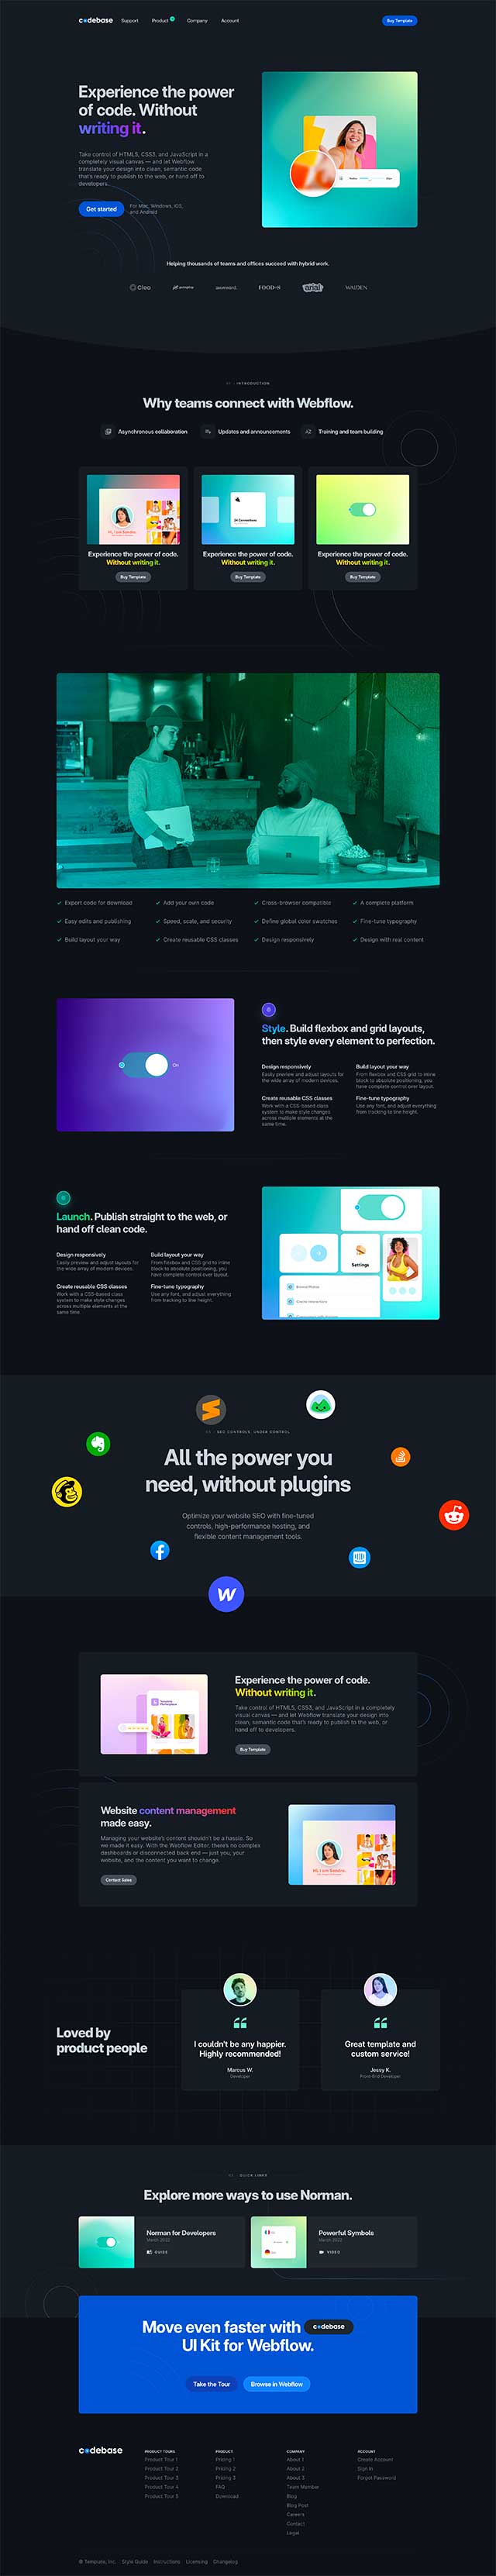 codebase
Support
Product
Company
Account
Buy Template
Experience the power
of code. Without
writing it.
Take control of HTML5, CSS3, and JavaScript in a
completely visual canvas — and let Webflow
translate your design into clean, semantic code
that's ready to publish to the web, or hand off to
developers.
Get started
For Mac, Windows, iOS,
and Android
Helping thousands of teams and offices succeed with hybrid work.
Cleo
FOOD
WAIDEN
INTRODUCTION
Why teams connect with Webflow.
Asynchronous collaboration
Updates and announcements
Training and team building
Experience the power of code.
Without writing it.
Buy Template
Experience the power of code.
Without writing it.
Buy Template
Experience the power of code.
Without writing it.
Buy Template
Export code for download
Add your own code
Cross-browser compatible
A complete platform
Easy edits and publishing
Speed, scale, and security
Define global color swatches
Fine-tune typography
Build layout your way
Create reusable CSS classes
Design responsively
Design with real content
On
Style. Build flexbox and grid layouts,
then style every element to perfection.
Design responsively
Easily preview and adjust layouts for
the wide array of modern devices.
Build layout your way
From flexbox and CSS grid to inline
block to absolute positioning, you
have complete control over layout.
Create reusable CSS classes
Work with a CSS-based class
system to make style changes
across multiple elements at the
same time.
Fine-tune typography
Use any font, and adjust everything
from tracking to line height.
Launch. Publish straight to the web, or
hand off clean code.
Design responsively
Easily preview and adjust layouts for
the wide array of modern devices.
Build layout your way
From flexbox and CSS grid to inline
block to absolute positioning, you
have complete control over layout.
Create reusable CSS classes
Work with a CSS-based class
system to make style changes
across multiple elements at the
same time.
Fine-tune typography
Use any font, and adjust everything
from tracking to line height.
Settings
SEO CONTROLS, UNDER CONTROL
All the power you
need, without plugins
Optimize your website SEO with fine-tuned
controls, high-performance hosting, and
flexible content management tools.
Experience the power of code.
Without writing it.
Take control of HTML5, CSS3, and JavaScript in a completely
visual canvas — and let Webflow translate your design into
clean, semantic code that's ready to publish to the web, or
hand off to developers.
Buy Template
Website content management
made easy.
Managing your website's content shouldn't be a hassle. So
we made it easy. With the Webflow Editor, there's no complex
dashboards or disconnected back end — just you, your
website, and the content you want to change.
Contact Sales
Hi, I am Sandra.
Loved by
product people
I couldn't be any happier.
Highly recommended!
Marcus W.
Developer
Great template and
custom service!
Jessy K.
Front-End Developer
QUICK LINKS
Explore more ways to use Norman.
Norman for Developers
March 2022
GUIDE
Powerful Symbols
March 2022
VIDEO
Move even faster with codebase
UI Kit for Webflow.
Take the Tour
Browse in Webflow
codebase
PRODUCT TOURS
Product Tour 1
Product Tour 2
Product Tour 3
Product Tour 4
Product Tour 5
PRODUCT
Pricing 1
Pricing 2
Pricing 3
FAQ
Download
COMPANY
About 1
About 2
About 3
Team Member
Blog
Blog Post
Careers
Contact
Legal
ACCOUNT
Create Account
Sign In
Forgot Password
© Template, Inc.
Style Guide
Instructions
Licensing
Changelog